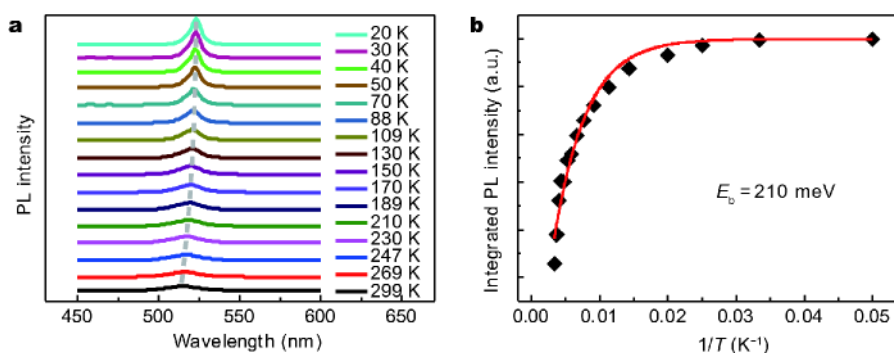 a
PL intensity
20 K
30 K
40 K
50 K
70 K
88 K
109 K
130 K
150 K
170 K
189 K
210 K
230 K
247 K
269 K
299 K
450 500 550 600 650
Wavelength (nm)
b
Integrated PL intensity (a.u.)
E_b = 210 meV
0.00 0.01 0.02 0.03 0.04 0.05
1/T (K⁻¹)